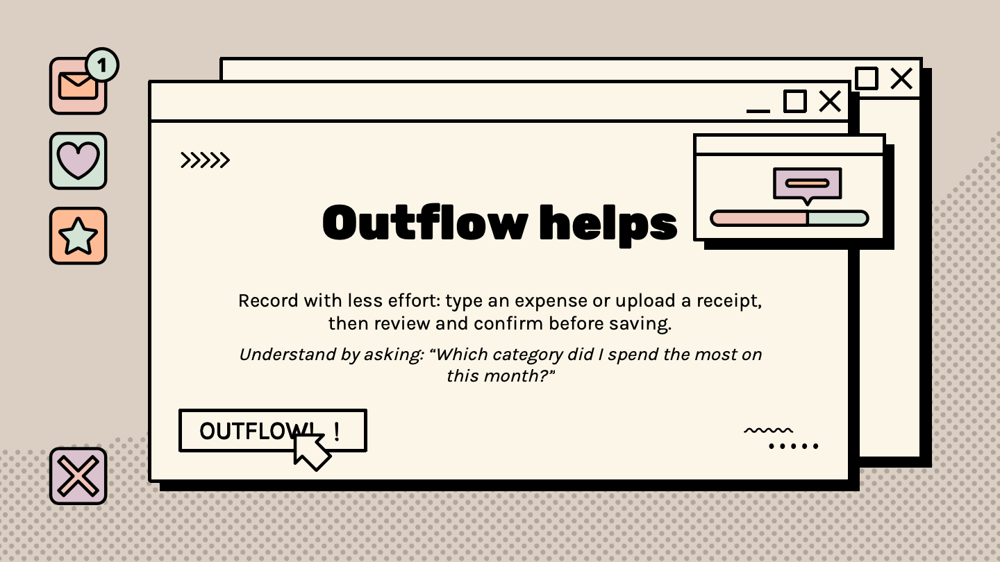 1
Outflow helps
Record with less effort: type an expense or upload a receipt,
then review and confirm before saving.
Understand by asking: “Which category did I spend the most on
this month?”
OUTFLOW! !